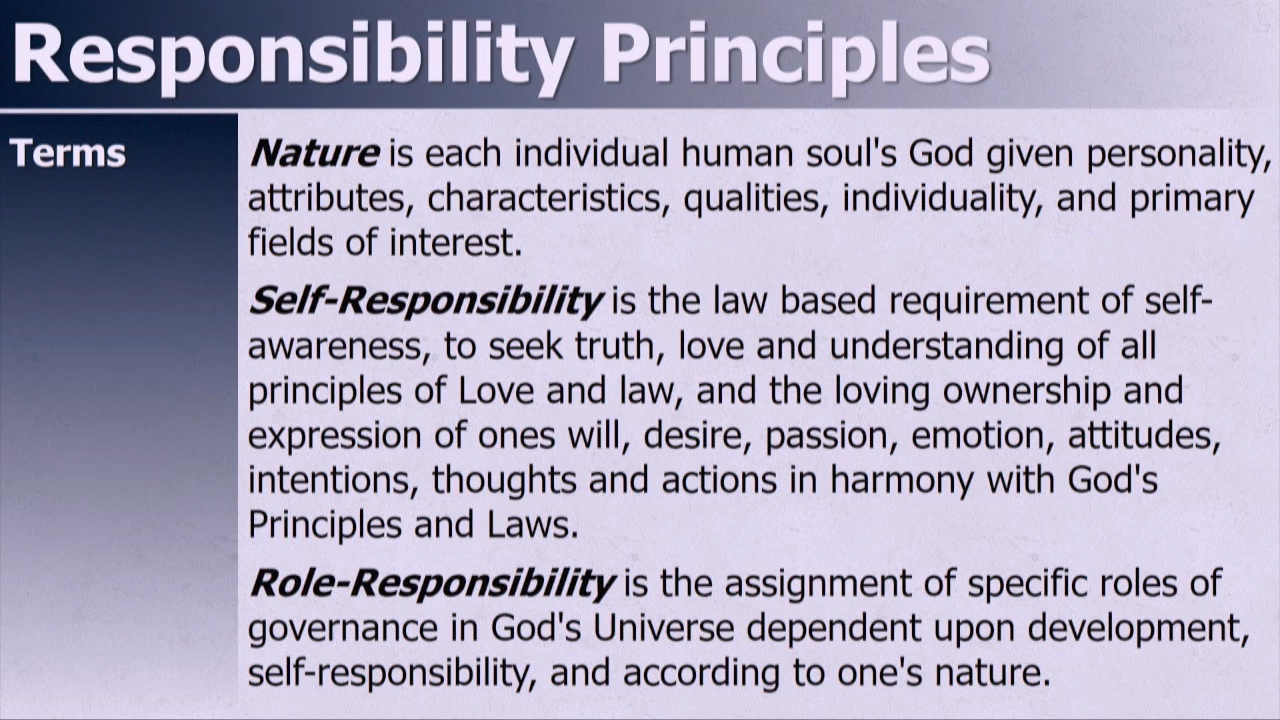 Responsibility Principles
Terms
Nature is each individual human soul's God given personality,
attributes, characteristics, qualities, individuality, and primary
fields of interest.
Self-Responsibility is the law based requirement of self-
awareness, to seek truth, love and understanding of all
principles of Love and law, and the loving ownership and
expression of ones will, desire, passion, emotion, attitudes,
intentions, thoughts and actions in harmony with God's
Principles and Laws.
Role-Responsibility is the assignment of specific roles of
governance in God's Universe dependent upon development,
self-responsibility, and according to one's nature.